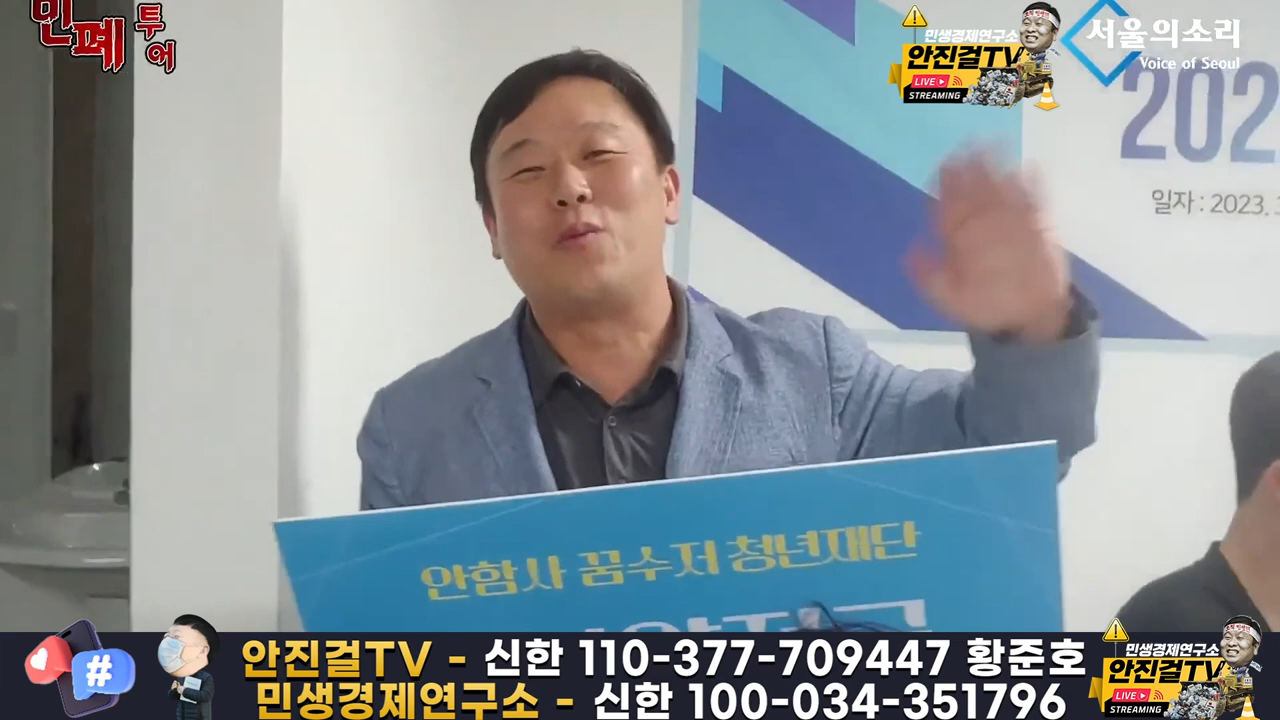 민폐투어
민생경제연구소
안진걸TV
LIVE
STREAMING
서울의소리
Voice of Seoul
202
일자 : 2023.
안함사 꿈수저 청년재단
#
안진걸TV - 신한 110-377-709447 황준호
민생경제연구소 - 신한 100-034-351796
민생경제연구소
안진걸TV
LIVE
STREAMING